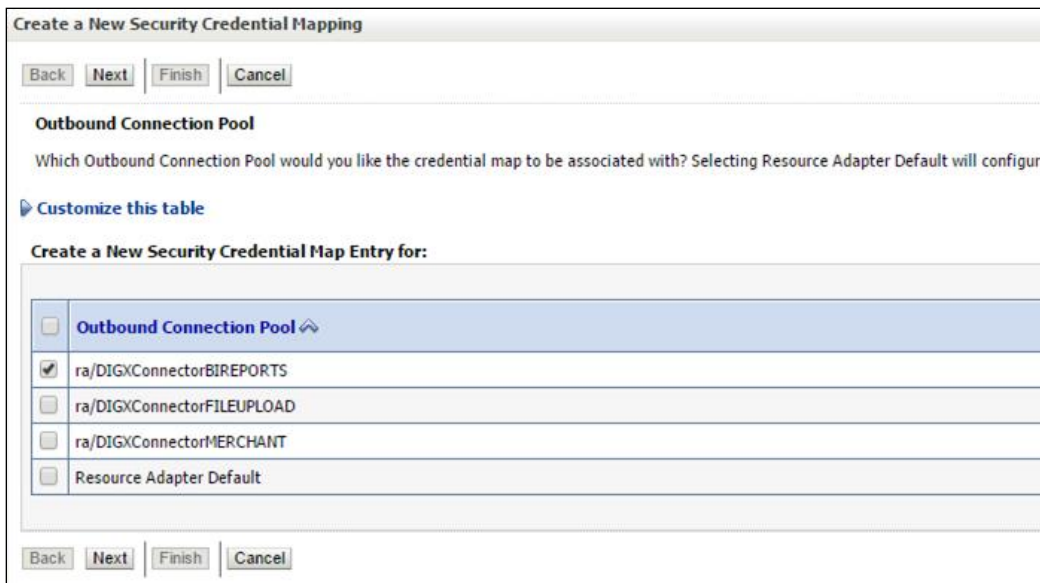 Create a New Security Credential Mapping
Back Next Finish Cancel
Outbound Connection Pool
Which Outbound Connection Pool would you like the credential map to be associated with? Selecting Resource Adapter Default will configur
Customize this table
Create a New Security Credential Map Entry for:
Outbound Connection Pool
ra/DIGXConnectorBIREPORTS
ra/DIGXConnectorFILEUPLOAD
ra/DIGXConnectorMERCHANT
Resource Adapter Default
Back Next Finish Cancel